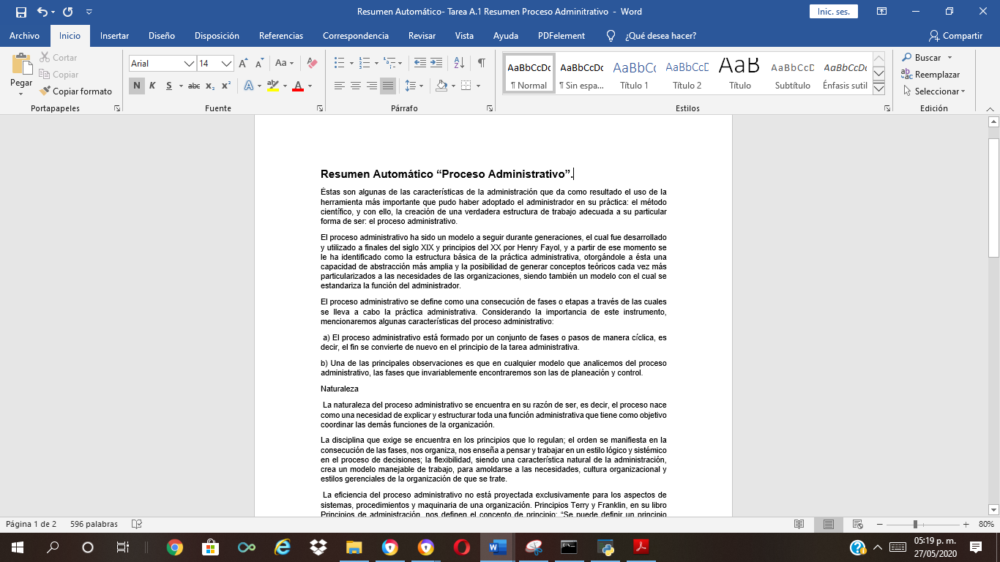 Resumen Automático- Tarea A.1 Resumen Proceso Adminitrativo - Word
Inic. ses.
Archivo Inicio Insertar Diseño Disposición Referencias Correspondencia Revisar Vista Ayuda PDFelement ¿Qué desea hacer? Compartir
Pegar
Cortar
Copiar
Copiar formato
Portapapeles
Arial 14
Aa
N K S abc x₂ x²
A A
Fuente
Párrafo
AaBbCcDc AaBbCcDc AaBbCc AaBbCcD AaB AaBbCcD AaBbCcDc
¶ Normal ¶ Sin espa... Título 1 Título 2 Título Subtítulo Énfasis sutil
Estilos
Buscar
Reemplazar
Seleccionar
Edición
Resumen Automático “Proceso Administrativo”.
Éstas son algunas de las características de la administración que da como resultado el uso de la
herramienta más importante que pudo haber adoptado el administrador en su práctica: el método
científico, y con ello, la creación de una verdadera estructura de trabajo adecuada a su particular
forma de ser: el proceso administrativo.
El proceso administrativo ha sido un modelo a seguir durante generaciones, el cual fue desarrollado
y utilizado a finales del siglo XIX y principios del XX por Henry Fayol, y a partir de ese momento se
le ha identificado como la estructura básica de la práctica administrativa, otorgándole a ésta una
capacidad de abstracción más amplia y la posibilidad de generar conceptos teóricos cada vez más
particularizados a las necesidades de las organizaciones, siendo también un modelo con el cual se
estandariza la función del administrador.
El proceso administrativo se define como una consecución de fases o etapas a través de las cuales
se lleva a cabo la práctica administrativa. Considerando la importancia de este instrumento,
mencionaremos algunas características del proceso administrativo:
a) El proceso administrativo está formado por un conjunto de fases o pasos de manera cíclica, es
decir, el fin se convierte de nuevo en el principio de la tarea administrativa.
b) Una de las principales observaciones es que en cualquier modelo que analicemos del proceso
administrativo, las fases que invariablemente encontraremos son las de planeación y control.
Naturaleza
La naturaleza del proceso administrativo se encuentra en su razón de ser, es decir, el proceso nace
como una necesidad de explicar y estructurar toda una función administrativa que tiene como objetivo
coordinar las demás funciones de la organización.
La disciplina que exige se encuentra en los principios que lo regulan; el orden se manifiesta en la
consecución de las fases, nos organiza, nos enseña a pensar y trabajar en un estilo lógico y sistémico
en el proceso de decisiones; la flexibilidad, siendo una característica natural de la administración,
crea un modelo manejable de trabajo, para amoldarse a las necesidades, cultura organizacional y
estilos gerenciales de la organización de que se trate.
La eficiencia del proceso administrativo no está proyectada exclusivamente para los aspectos de
sistemas, procedimientos y maquinaria de una organización. Principios Terry y Franklin, en su libro
Principios de administración, nos definen el concepto de principio: “Se puede definir un principio
Página 1 de 2 596 palabras 80%
05:19 p. m.
27/05/2020